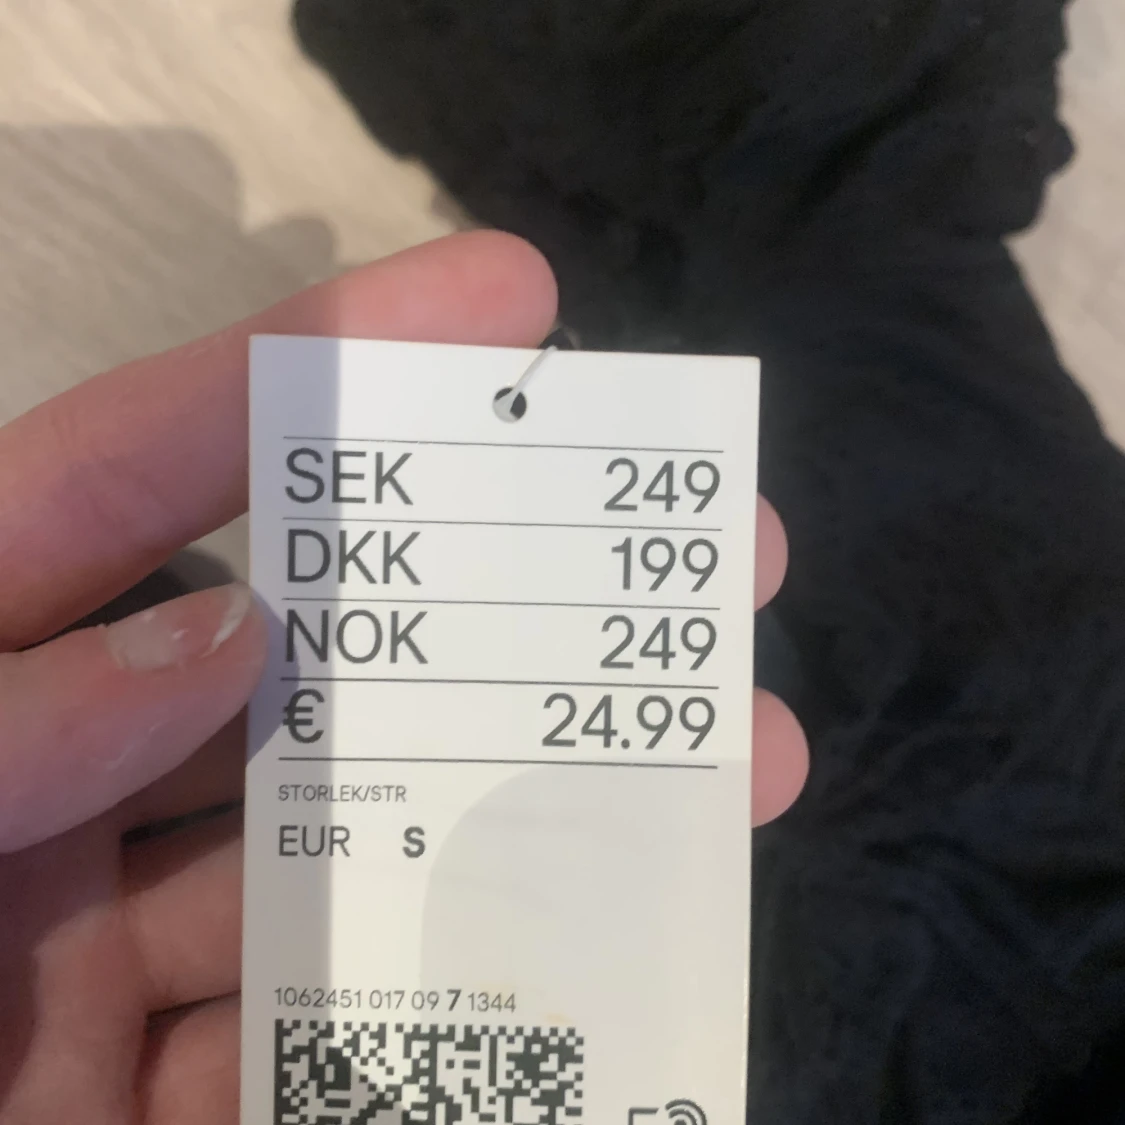 SEK 249
DKK 199
NOK 249
€ 24.99
STORLEK/STR
EUR S
1062451 017 09 7 1344